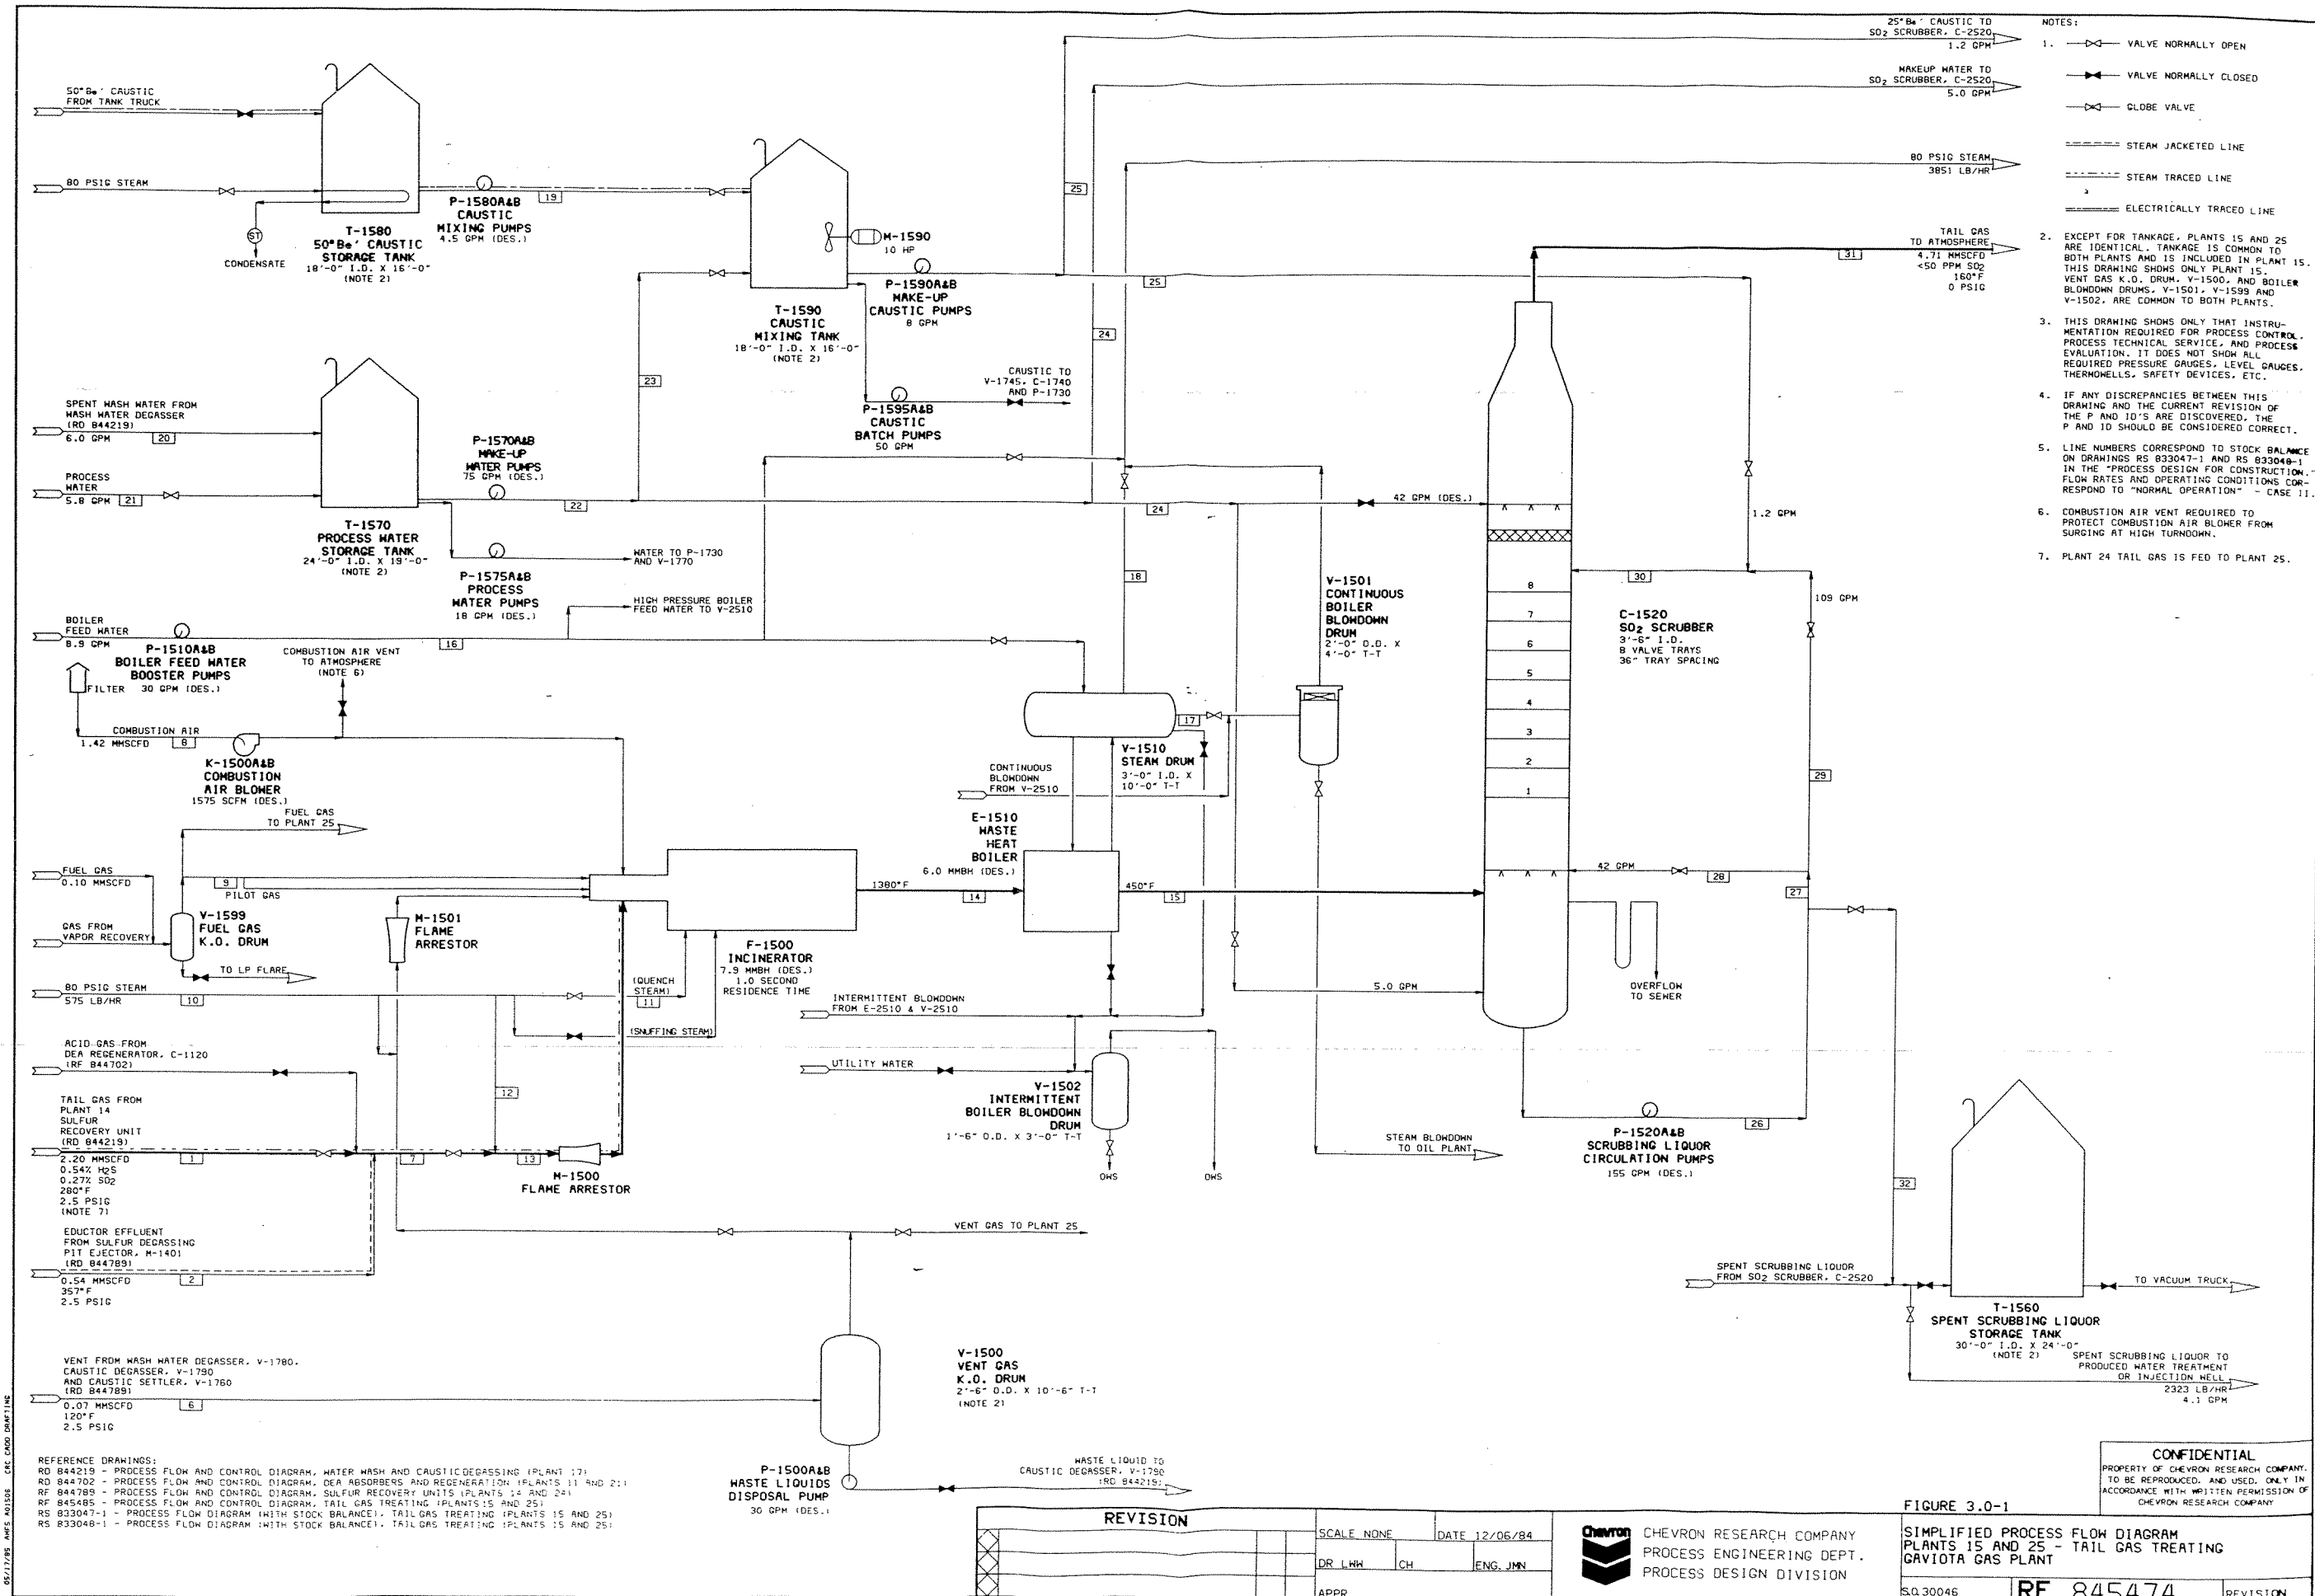 50°Be' CAUSTIC
FROM TANK TRUCK
80 PSIG STEAM
ST
CONDENSATE
T-1580
50°Be' CAUSTIC
STORAGE TANK
18'-0" I.D. X 16'-0"
(NOTE 2)
P-1580A&B
CAUSTIC
MIXING PUMPS
4.5 GPM (DES.)
19
M-1590
10 HP
T-1590
CAUSTIC
MIXING TANK
18'-0" I.D. X 16'-0"
(NOTE 2)
P-1590A&B
MAKE-UP
CAUSTIC PUMPS
8 GPM
25
25
24
23
CAUSTIC TO
V-1745, C-1740
AND P-1730
P-1595A&B
CAUSTIC
BATCH PUMPS
50 GPM
25°Be' CAUSTIC TO
SO2 SCRUBBER, C-2520
1.2 GPM
MAKEUP WATER TO
SO2 SCRUBBER, C-2520
5.0 GPM
80 PSIG STEAM
3851 LB/HR
TAIL GAS
TO ATMOSPHERE
31
4.71 MMSCFD
<50 PPM SO2
160°F
0 PSIG
SPENT WASH WATER FROM
WASH WATER DEGASSER
(RD 844219)
6.0 GPM
20
PROCESS
WATER
5.8 GPM
21
T-1570
PROCESS WATER
STORAGE TANK
24'-0" I.D. X 19'-0"
(NOTE 2)
P-1570A&B
MAKE-UP
WATER PUMPS
75 GPM (DES.)
22
24
42 GPM (DES.)
WATER TO P-1730
AND V-1770
P-1575A&B
PROCESS
WATER PUMPS
18 GPM (DES.)
HIGH PRESSURE BOILER
FEED WATER TO V-2510
BOILER
FEED WATER
8.9 GPM
P-1510A&B
BOILER FEED WATER
BOOSTER PUMPS
30 GPM (DES.)
16
FILTER
COMBUSTION AIR VENT
TO ATMOSPHERE
(NOTE 6)
COMBUSTION AIR
1.42 MMSCFD
8
K-1500A&B
COMBUSTION
AIR BLOWER
1575 SCFM (DES.)
FUEL GAS
TO PLANT 25
FUEL GAS
0.10 MMSCFD
9
PILOT GAS
GAS FROM
VAPOR RECOVERY
V-1599
FUEL GAS
K.O. DRUM
TO LP FLARE
M-1501
FLAME
ARRESTOR
80 PSIG STEAM
575 LB/HR
10
(QUENCH
STEAM)
11
(SNUFFING STEAM)
F-1500
INCINERATOR
7.9 MMBH (DES.)
1.0 SECOND
RESIDENCE TIME
1380°F
14
E-1510
WASTE
HEAT
BOILER
6.0 MMBH (DES.)
450°F
15
18
17
V-1510
STEAM DRUM
3'-0" I.D. X
10'-0" T-T
CONTINUOUS
BLOWDOWN
FROM V-2510
V-1501
CONTINUOUS
BOILER
BLOWDOWN
DRUM
2'-0" O.D. X
4'-0" T-T
INTERMITTENT BLOWDOWN
FROM E-2510 & V-2510
UTILITY WATER
V-1502
INTERMITTENT
BOILER BLOWDOWN
DRUM
1'-6" O.D. X 3'-0" T-T
OWS
OWS
STEAM BLOWDOWN
TO OIL PLANT
5.0 GPM
ACID GAS FROM
DEA REGENERATOR, C-1120
(RF 844702)
TAIL GAS FROM
PLANT 14
SULFUR
RECOVERY UNIT
(RD 844219)
2.20 MMSCFD
0.54% H2S
0.27% SO2
280°F
2.5 PSIG
(NOTE 7)
1
7
12
13
M-1500
FLAME ARRESTOR
EDUCTOR EFFLUENT
FROM SULFUR DEGASSING
PIT EJECTOR, M-1401
(RD 844789)
0.54 MMSCFD
357°F
2.5 PSIG
2
VENT GAS TO PLANT 25
VENT FROM WASH WATER DEGASSER, V-1780,
CAUSTIC DEGASSER, V-1790
AND CAUSTIC SETTLER, V-1760
(RD 844789)
0.07 MMSCFD
120°F
2.5 PSIG
6
V-1500
VENT GAS
K.O. DRUM
2'-6" O.D. X 10'-6" T-T
(NOTE 2)
P-1500A&B
WASTE LIQUIDS
DISPOSAL PUMP
30 GPM (DES.)
WASTE LIQUID TO
CAUSTIC DEGASSER, V-1790
(RD 844219)
C-1520
SO2 SCRUBBER
3'-6" I.D.
8 VALVE TRAYS
36" TRAY SPACING
8
7
6
5
4
3
2
1
30
1.2 GPM
109 GPM
29
42 GPM
28
27
OVERFLOW
TO SEWER
P-1520A&B
SCRUBBING LIQUOR
CIRCULATION PUMPS
155 GPM (DES.)
26
32
SPENT SCRUBBING LIQUOR
FROM SO2 SCRUBBER, C-2520
T-1560
SPENT SCRUBBING LIQUOR
STORAGE TANK
30'-0" I.D. X 24'-0"
(NOTE 2)
TO VACUUM TRUCK
SPENT SCRUBBING LIQUOR TO
PRODUCED WATER TREATMENT
OR INJECTION WELL
2323 LB/HR
4.1 GPM
NOTES:
1. VALVE NORMALLY OPEN
VALVE NORMALLY CLOSED
GLOBE VALVE
STEAM JACKETED LINE
STEAM TRACED LINE
ELECTRICALLY TRACED LINE
2. EXCEPT FOR TANKAGE, PLANTS 15 AND 25
ARE IDENTICAL. TANKAGE IS COMMON TO
BOTH PLANTS AMD IS INCLUDED IN PLANT 15.
THIS DRAWING SHOWS ONLY PLANT 15.
VENT GAS K.O. DRUM, V-1500, AND BOILER
BLOWDOWN DRUMS, V-1501, V-1599 AND
V-1502, ARE COMMON TO BOTH PLANTS.
3. THIS DRAWING SHOWS ONLY THAT INSTRU-
MENTATION REQUIRED FOR PROCESS CONTROL,
PROCESS TECHNICAL SERVICE, AND PROCESS
EVALUATION. IT DOES NOT SHOW ALL
REQUIRED PRESSURE GAUGES, LEVEL GAUGES,
THERMOWELLS, SAFETY DEVICES, ETC.
4. IF ANY DISCREPANCIES BETWEEN THIS
DRAWING AND THE CURRENT REVISION OF
THE P AND ID'S ARE DISCOVERED, THE
P AND ID SHOULD BE CONSIDERED CORRECT.
5. LINE NUMBERS CORRESPOND TO STOCK BALANCE
ON DRAWINGS RS 833047-1 AND RS 833048-1
IN THE "PROCESS DESIGN FOR CONSTRUCTION."
FLOW RATES AND OPERATING CONDITIONS COR-
RESPOND TO "NORMAL OPERATION" - CASE II.
6. COMBUSTION AIR VENT REQUIRED TO
PROTECT COMBUSTION AIR BLOWER FROM
SURGING AT HIGH TURNDOWN.
7. PLANT 24 TAIL GAS IS FED TO PLANT 25.
REFERENCE DRAWINGS:
RD 844219 - PROCESS FLOW AND CONTROL DIAGRAM, WATER WASH AND CAUSTIC DEGASSING (PLANT 17)
RD 844702 - PROCESS FLOW AND CONTROL DIAGRAM, DEA ABSORBERS AND REGENERATION (PLANTS 11 AND 21)
RF 844789 - PROCESS FLOW AND CONTROL DIAGRAM, SULFUR RECOVERY UNITS (PLANTS 14 AND 24)
RF 845485 - PROCESS FLOW AND CONTROL DIAGRAM, TAIL GAS TREATING (PLANTS 15 AND 25)
RS 833047-1 - PROCESS FLOW DIAGRAM (WITH STOCK BALANCE), TAIL GAS TREATING (PLANTS 15 AND 25)
RS 833048-1 - PROCESS FLOW DIAGRAM (WITH STOCK BALANCE), TAIL GAS TREATING (PLANTS 15 AND 25)
05/17/85 CRC CADD DRAFTING
CONFIDENTIAL
PROPERTY OF CHEVRON RESEARCH COMPANY.
TO BE REPRODUCED, AND USED, ONLY IN
ACCORDANCE WITH WRITTEN PERMISSION OF
CHEVRON RESEARCH COMPANY
FIGURE 3.0-1
REVISION
SCALE NONE
DATE 12/06/84
DR LWW
CH
ENG. JMN
APPR
Chevron
CHEVRON RESEARCH COMPANY
PROCESS ENGINEERING DEPT.
PROCESS DESIGN DIVISION
SIMPLIFIED PROCESS FLOW DIAGRAM
PLANTS 15 AND 25 - TAIL GAS TREATING
GAVIOTA GAS PLANT
S.O. 30046
RF 845474
REVISION